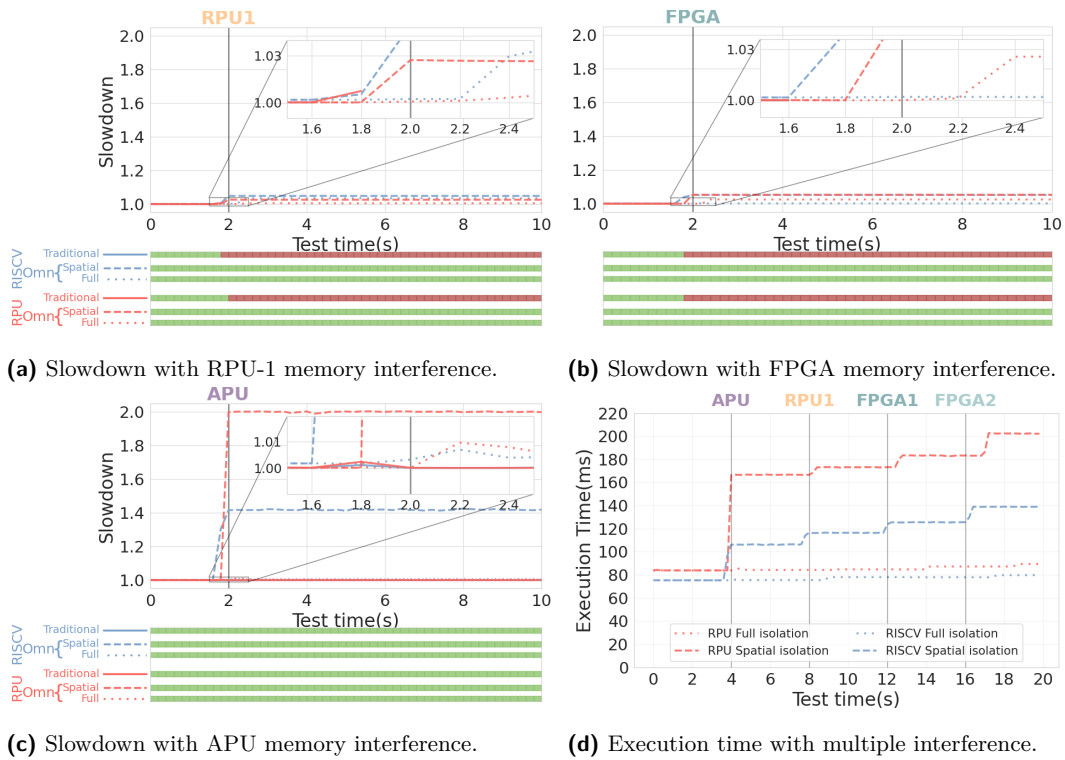 RPU1
2.0
1.8
1.6
1.4
1.2
1.0
Slowdown
1.03
1.00
1.6 1.8 2.0 2.2 2.4
0 2 4 6 8 10
Test time(s)
RISCV
Omn{
Traditional
Spatial
Full
RPU
Omn{
Traditional
Spatial
Full
(a) Slowdown with RPU-1 memory interference.
FPGA
2.0
1.8
1.6
1.4
1.2
1.0
1.03
1.00
1.6 1.8 2.0 2.2 2.4
0 2 4 6 8 10
Test time(s)
(b) Slowdown with FPGA memory interference.
APU
2.0
1.8
1.6
1.4
1.2
1.0
Slowdown
1.01
1.00
1.6 1.8 2.0 2.2 2.4
0 2 4 6 8 10
Test time(s)
RISCV
Omn{
Traditional
Spatial
Full
RPU
Omn{
Traditional
Spatial
Full
(c) Slowdown with APU memory interference.
APU RPU1 FPGA1 FPGA2
220
200
180
160
140
120
100
80
60
40
20
0
Execution Time(ms)
RPU Full isolation
RPU Spatial isolation
RISCV Full isolation
RISCV Spatial isolation
0 2 4 6 8 10 12 14 16 18 20
Test time(s)
(d) Execution time with multiple interference.